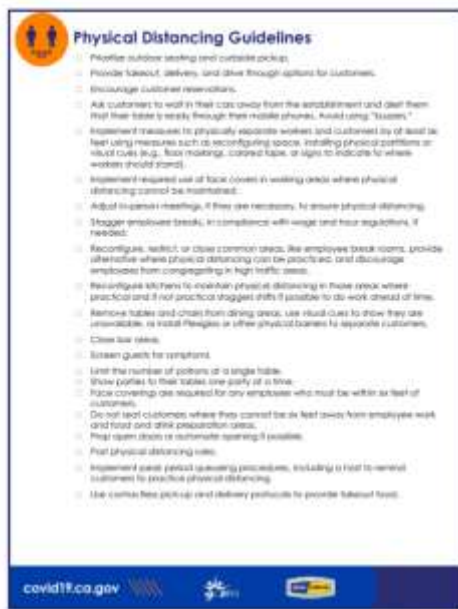 Physical Distancing Guidelines
Prioritize outdoor seating and curbside pickup.
Provide takeout, delivery, and drive through options for customers.
Encourage customer reservations.
Ask customers to wait in their cars away from the establishment and alert them
that their table is ready through their mobile phones. Avoid using "buzzers."
Implement measures to physically separate workers and customers by at least six
feet using measures such as reconfiguring space, installing physical partitions or
visual cues (e.g., floor markings, colored tape, or signs to indicate to where
workers should stand).
Implement required use of face covers in working areas where physical
distancing cannot be maintained.
Adjust in-person meetings, if they are necessary, to ensure physical distancing.
Stagger employee breaks, in compliance with wage and hour regulations, if
needed.
Reconfigure, restrict, or close common areas, like employee break rooms, provide
alternative where physical distancing can be practiced, and discourage
employees from congregating in high traffic areas.
Reconfigure kitchens to maintain physical distancing in those areas where
practical and if not practical staggers shifts if possible to do work ahead of time.
Remove tables and chairs from dining areas, use visual cues to show they are
unavailable, or install Plexiglas or other physical barriers to separate customers.
Close bar areas.
Screen guests for symptoms.
Limit the number of patrons at a single table.
Show parties to their tables one party at a time.
Face coverings are required for any employee who must be within six feet of
customers.
Do not seat customers where they cannot be six feet away from employee work
and food and drink preparation areas.
Prop open doors or automate opening if possible.
Post physical distancing rules.
Implement peak period queueing procedures, including a host to remind
customers to practice physical distancing.
Use contactless pick-up and delivery protocols to provide takeout food.
covid19.ca.gov